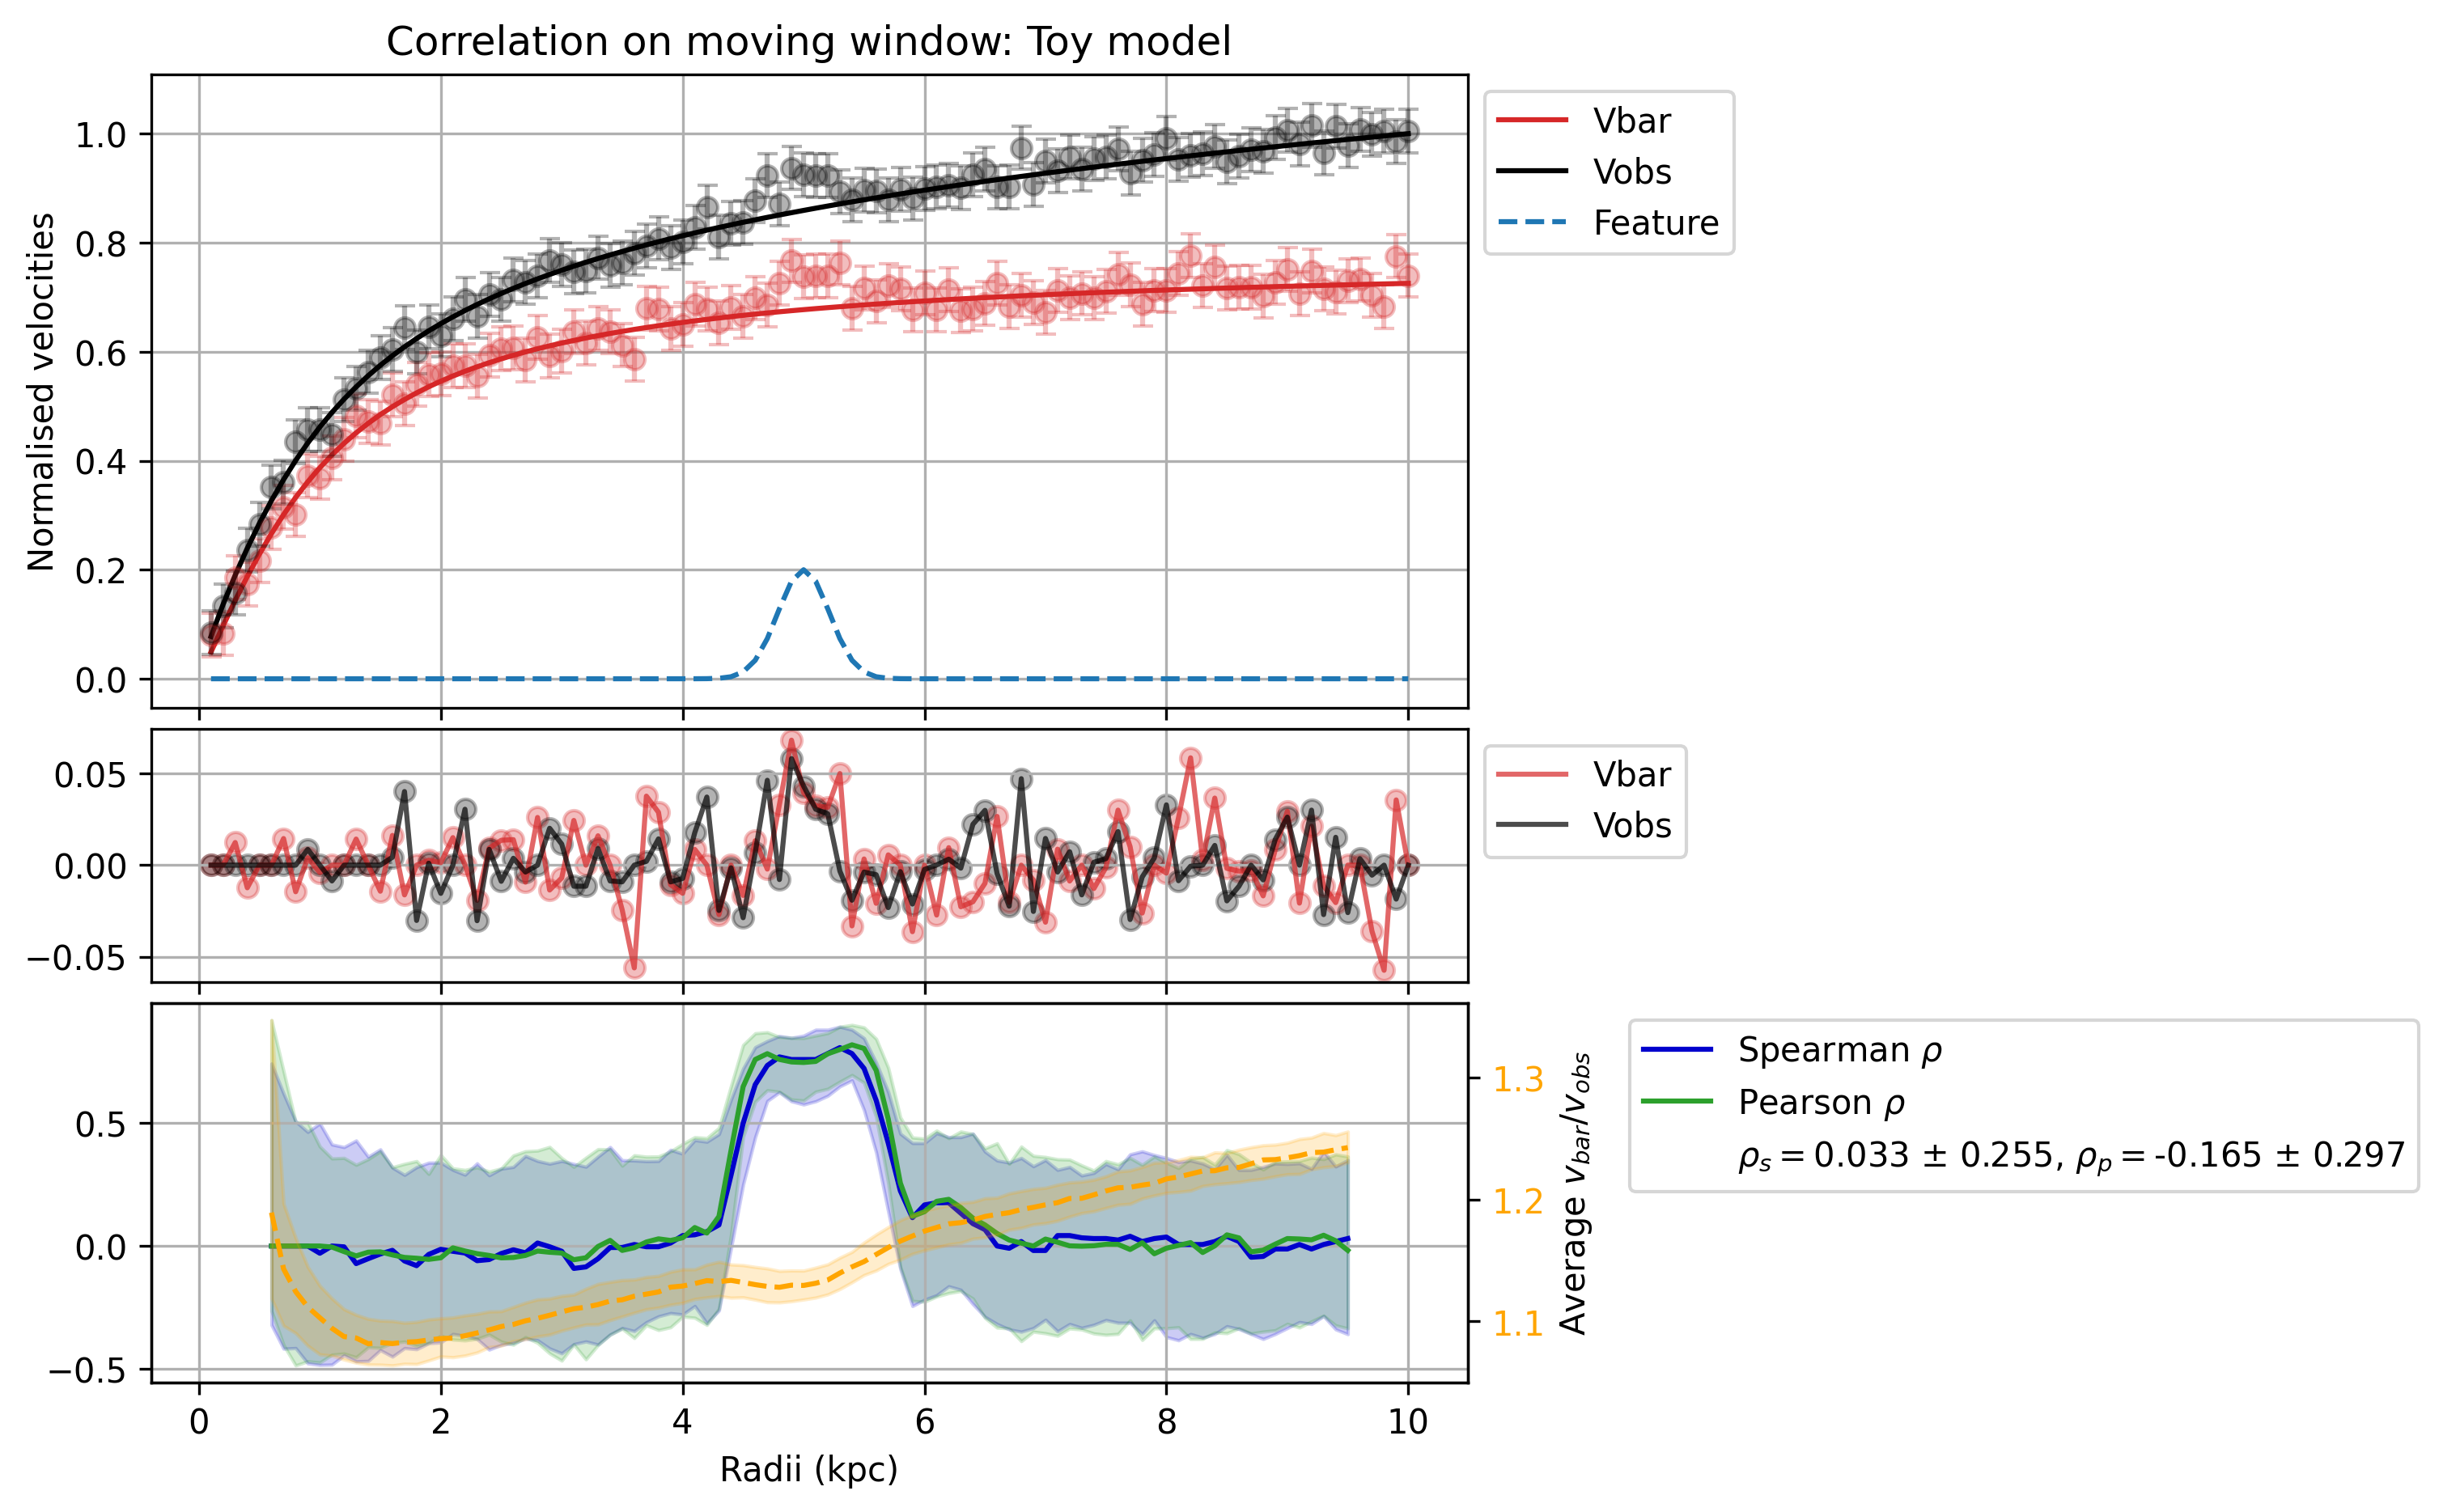 Correlation on moving window: Toy model
Normalised velocities
1.0
0.8
0.6
0.4
0.2
0.0
Vbar
Vobs
Feature
0.05
0.00
−0.05
Vbar
Vobs
0.5
0.0
−0.5
0
2
4
6
8
10
Radii (kpc)
1.3
1.2
1.1
Average v_bar/v_obs
Spearman ρ
Pearson ρ
ρ_s = 0.033 ± 0.255, ρ_p = -0.165 ± 0.297